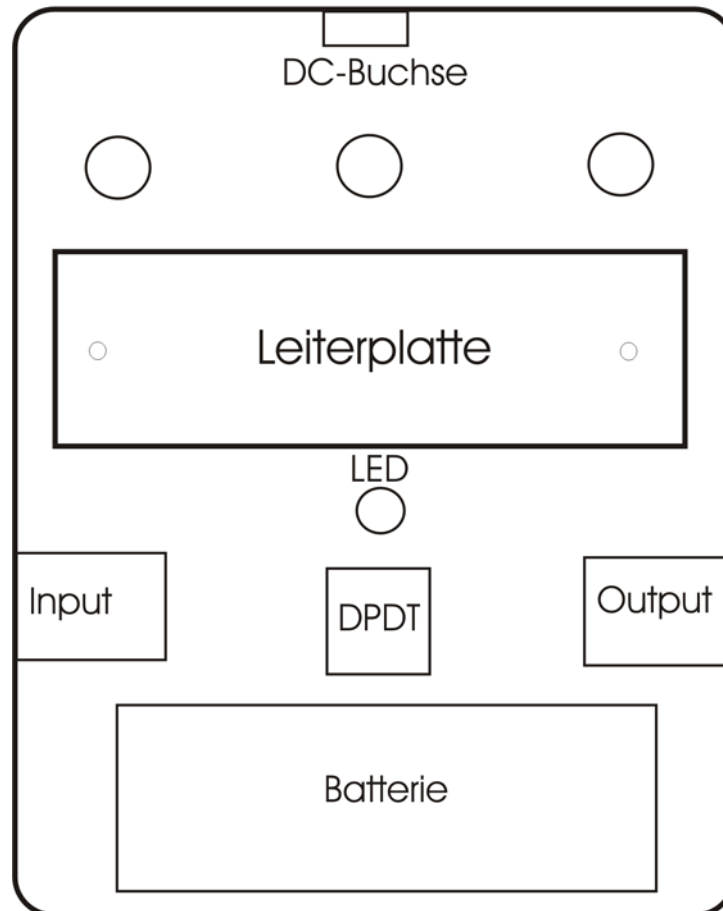 DC-Buchse
Leiterplatte
LED
Input
DPDT
Output
Batterie